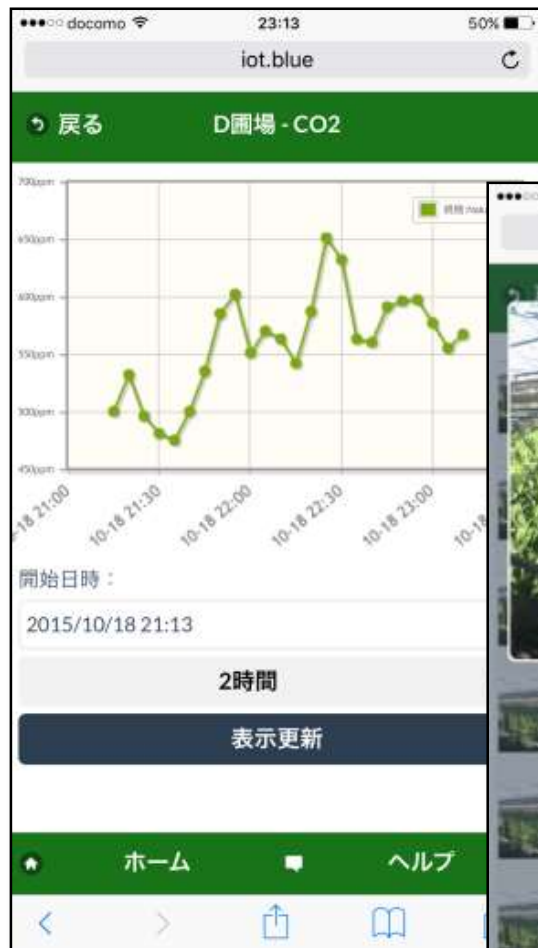 docomo 23:13 50%
iot.blue
戻る D圃場 - CO2
700ppm
650ppm
600ppm
550ppm
500ppm
450ppm
10-18 21:30
10-18 22:00
10-18 22:30
10-18 23:00
開始日時：
2015/10/18 21:13
2時間
表示更新
ホーム ヘルプ